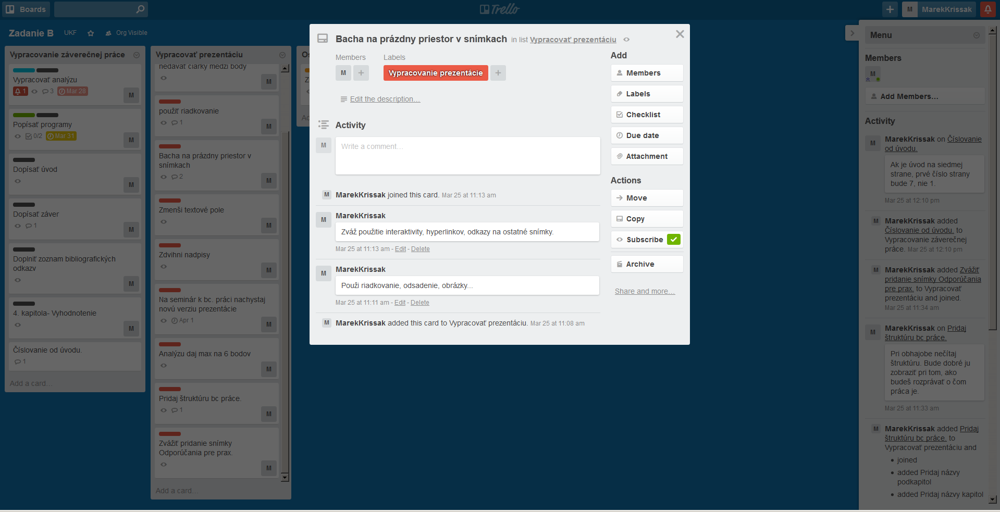 Boards
Trello
M MarekKrissak
Zadanie B UKF Org Visible
Vypracovanie záverečnej práce
Vypracovať analýzu
1 3 Mar 28
M
Popísať programy
0/2 Mar 31
M
Dopísať úvod
M
Dopísať záver
1
M
Doplniť zoznam bibliografických
odkazv
M
4. kapitola- Vyhodnotenie
M
Číslovanie od úvodu.
1
Add a card...
Vypracovať prezentáciu
nedávať čiarky medzi body
M
použiť riadkovanie
1
M
Bacha na prázdny priestor v
snímkach
2
M
Zmenši textové pole
M
Zdvihni nadpisy
M
Na seminár k bc. práci nachystaj
novú verziu prezentácie
Apr 1
M
Analýzu daj max na 6 bodov
M
Pridaj štruktúru bc práce.
1
M
Zvážiť pridanie snímky
Odporúčania pre prax.
M
Add a card...
Bacha na prázdny priestor v snímkach in list Vypracovať prezentáciu
Members Labels
M + Vypracovanie prezentácie +
Edit the description...
Activity
M
Write a comment...
M MarekKrissak joined this card. Mar 25 at 11:13 am
M MarekKrissak
Zváž použitie interaktivity, hyperlinkov, odkazy na ostatné snímky.
Mar 25 at 11:13 am - Edit - Delete
M MarekKrissak
Použi riadkovanie, odsadenie, obrázky...
Mar 25 at 11:11 am - Edit - Delete
M MarekKrissak added this card to Vypracovať prezentáciu. Mar 25 at 11:08 am
Add
Members
Labels
Checklist
Due date
Attachment
Actions
Move
Copy
Subscribe
Archive
Share and more...
Menu
Members
M
Add Members...
Activity
M MarekKrissak on Číslovanie
od úvodu.
Ak je úvod na siedmej
strane, prvé číslo strany
bude 7, nie 1.
Mar 25 at 12:10 pm
M MarekKrissak added
Číslovanie od úvodu. to
Vypracovanie záverečnej
práce. Mar 25 at 12:10 pm
M MarekKrissak added Zvážiť
pridanie snímky Odporúčania
pre prax. to Vypracovať
prezentáciu and joined.
Mar 25 at 11:34 am
M MarekKrissak on Pridaj
štruktúru bc práce.
Pri obhajobe nečítaj
štruktúru. Bude dobré ju
zobraziť pri tom, ako
budeš rozprávať o čom
práca je.
Mar 25 at 11:33 am
M MarekKrissak added Pridaj
štruktúru bc práce. to
Vypracovať prezentáciu and
• joined
• added Pridaj názvy
podkapitol
• added Pridaj názvy kapitol